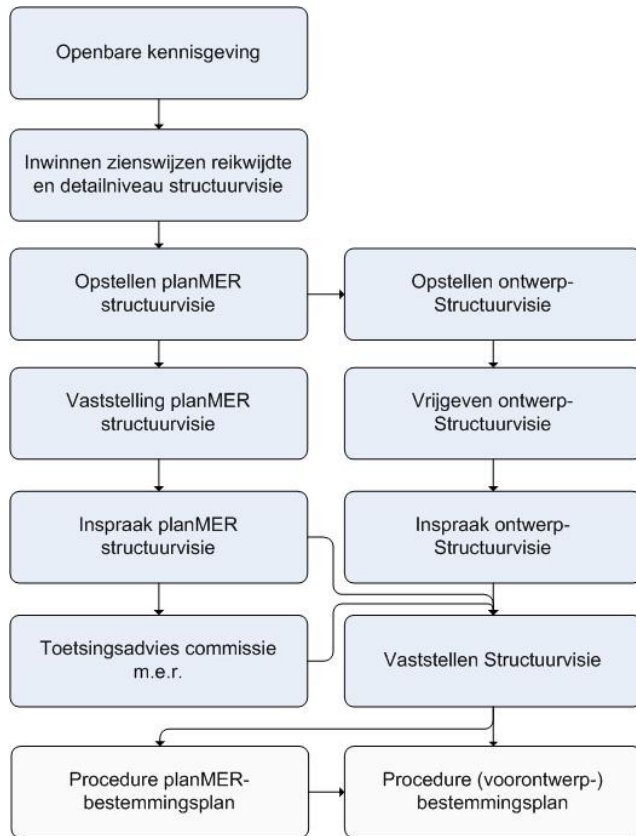 Openbare kennisgeving
Inwinnen zienswijzen reikwijdte
en detailniveau structuurvisie
Opstellen planMER
structuurvisie
Opstellen ontwerp-
Structuurvisie
Vaststelling planMER
structuurvisie
Vrijgeven ontwerp-
Structuurvisie
Inspraak planMER
structuurvisie
Inspraak ontwerp-
Structuurvisie
Toetsingsadvies commissie
m.e.r.
Vaststellen Structuurvisie
Procedure planMER-
bestemmingsplan
Procedure (voorontwerp-)
bestemmingsplan